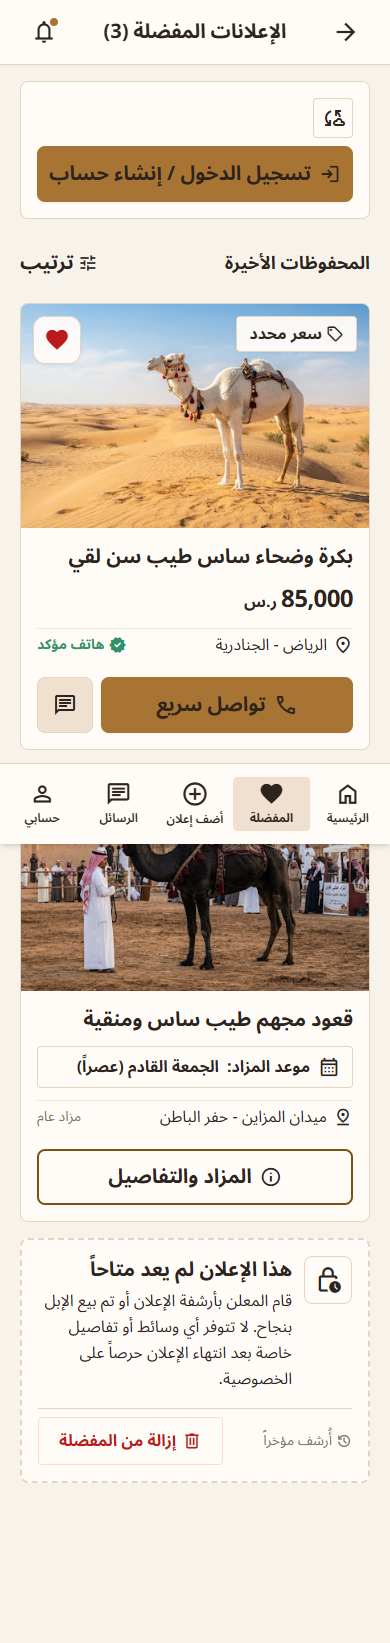 الإعلانات المفضلة (3)
تسجيل الدخول / إنشاء حساب
المحفوظات الأخيرة
ترتيب
سعر محدد
بكرة وضحاء ساس طيب سن لقي
85,000 ر.س
الرياض - الجنادرية
هاتف مؤكد
تواصل سريع
الرئيسية
المفضلة
أضف إعلان
الرسائل
حسابي
قعود مجهم طيب ساس ومنقية
موعد المزاد: الجمعة القادم (عصراً)
ميدان المزاين - حفر الباطن
مزاد عام
المزاد والتفاصيل
هذا الإعلان لم يعد متاحاً
قام المعلن بأرشفة الإعلان أو تم بيع الإبل
بنجاح. لا تتوفر أي وسائط أو تفاصيل
خاصة بعد انتهاء الإعلان حرصاً على
الخصوصية.
أُرشف مؤخراً
إزالة من المفضلة